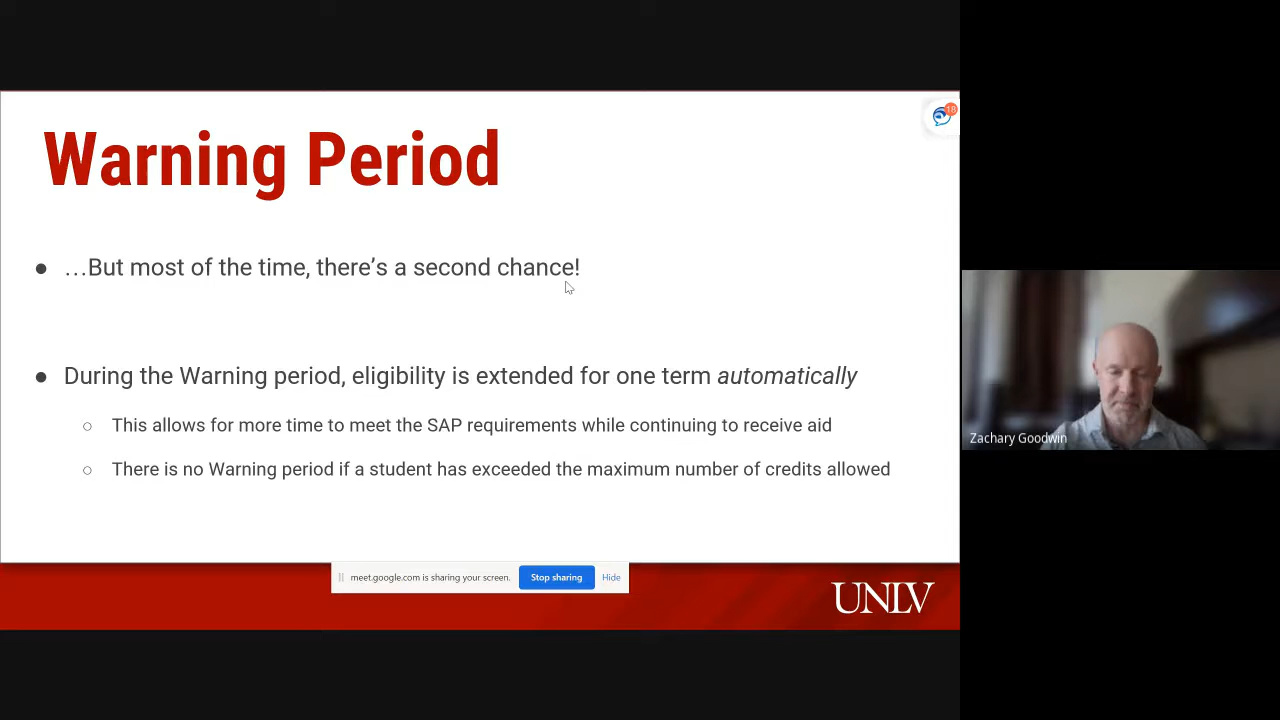 Warning Period
18
● …But most of the time, there's a second chance!
● During the Warning period, eligibility is extended for one term automatically
○ This allows for more time to meet the SAP requirements while continuing to receive aid
○ There is no Warning period if a student has exceeded the maximum number of credits allowed
Zachary Goodwin
meet.google.com is sharing your screen. Stop sharing Hide
UNLV